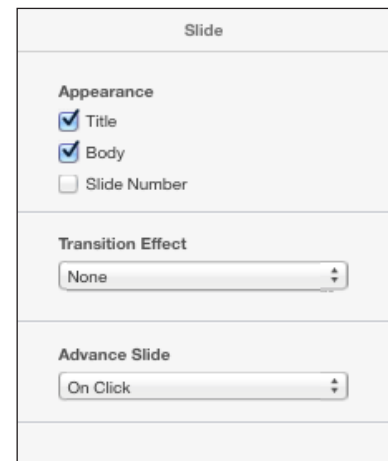 Slide
Appearance
Title
Body
Slide Number
Transition Effect
None
Advance Slide
On Click